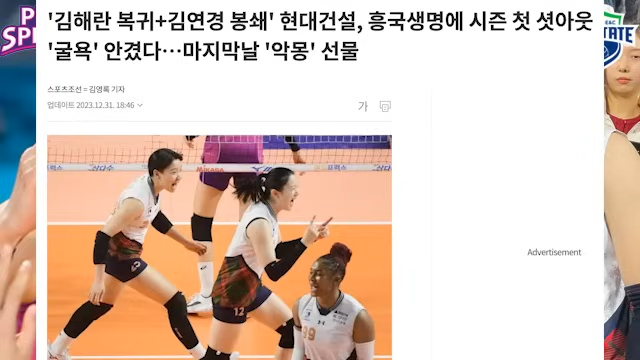 '김해란 복귀+김연경 봉쇄' 현대건설, 흥국생명에 시즌 첫 셧아웃
'굴욕' 안겼다…마지막날 '악몽' 선물
스포츠조선 = 김영록 기자
업데이트 2023.12.31. 18:46
가
Advertisement
12